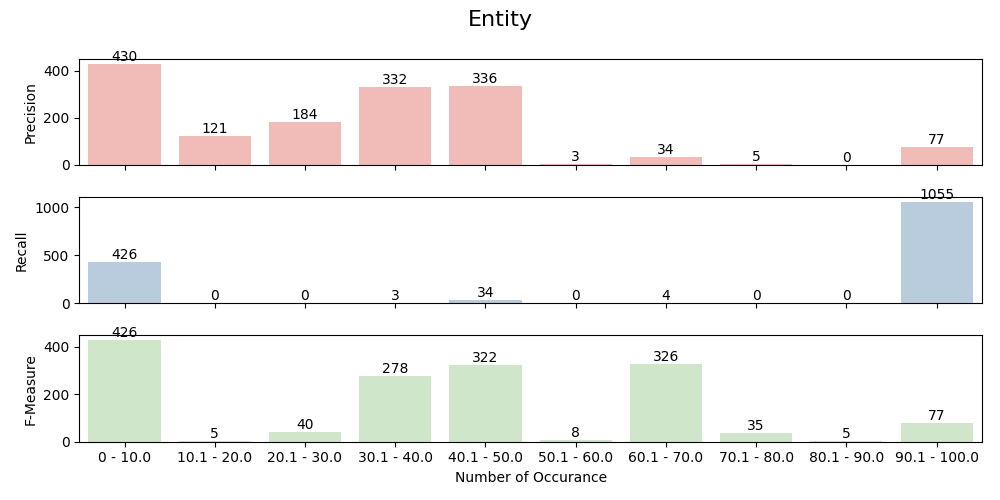 Entity
Precision
400
200
0
430
121
184
332
336
3
34
5
0
77
Recall
1000
500
0
426
0
0
3
34
0
4
0
0
1055
F-Measure
400
200
0
426
5
40
278
322
8
326
35
5
77
0 - 10.0
10.1 - 20.0
20.1 - 30.0
30.1 - 40.0
40.1 - 50.0
50.1 - 60.0
60.1 - 70.0
70.1 - 80.0
80.1 - 90.0
90.1 - 100.0
Number of Occurance